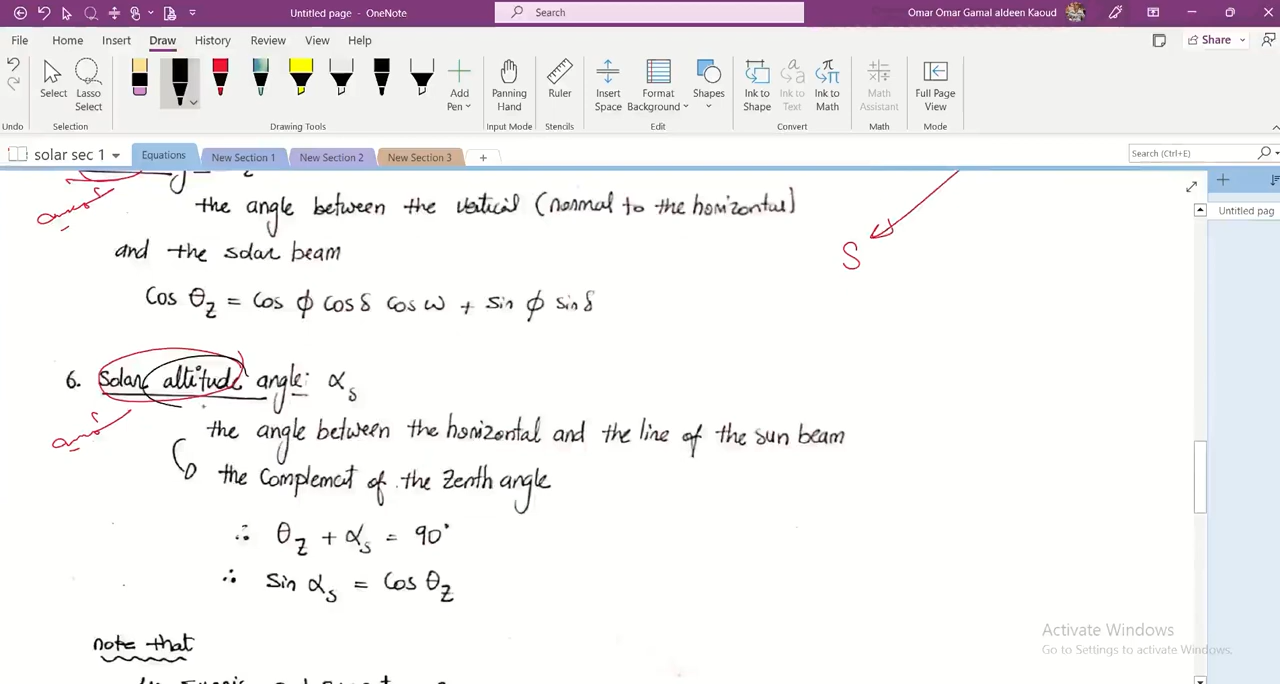 Untitled page - OneNote
Search
Omar Omar Gamal aldeen Kaoud
File Home Insert Draw History Review View Help
Share
Select
Lasso Select
Add Pen
Panning Hand
Ruler
Insert Space
Format Background
Shapes
Ink to Shape
Ink to Text
Ink to Math
Math Assistant
Full Page View
Undo Selection Drawing Tools Input Mode Stencils Edit Convert Math Mode
solar sec 1 Equations New Section 1 New Section 2 New Section 3 +
Search (Ctrl+E)
Untitled pag
the angle between the vertical (normal to the horizontal)
and the solar beam
S
Cos θz = Cos ϕ Cos δ Cos ω + Sin ϕ Sin δ
6. Solar altitude angle: αs
the angle between the horizontal and the line of the sun beam
the Complemet of the Zenth angle
∴ θz + αs = 90°
∴ Sin αs = Cos θz
note that
Activate Windows
Go to Settings to activate Windows.